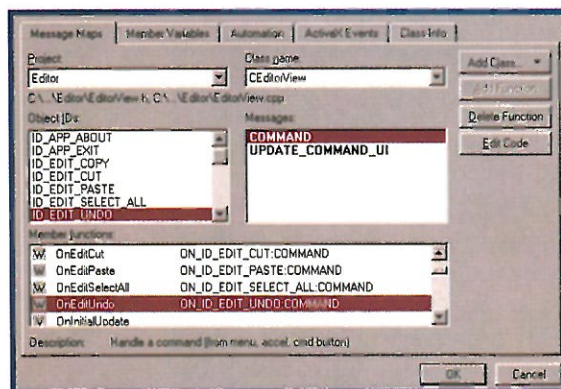 Message Maps Member Variables Automation ActiveX Events Class Info
Project: Class name:
Editor CEditorView
Add Class...
Add Function
C:\...\Editor\EditorView.h, C:\...\Editor\EditorView.cpp
Object IDs: Messages:
Delete Function
Edit Code
ID_APP_ABOUT
ID_APP_EXIT
ID_EDIT_COPY
ID_EDIT_CUT
ID_EDIT_PASTE
ID_EDIT_SELECT_ALL
ID_EDIT_UNDO
COMMAND
UPDATE_COMMAND_UI
Member functions:
W OnEditCut ON_ID_EDIT_CUT:COMMAND
W OnEditPaste ON_ID_EDIT_PASTE:COMMAND
W OnEditSelectAll ON_ID_EDIT_SELECT_ALL:COMMAND
W OnEditUndo ON_ID_EDIT_UNDO:COMMAND
W OnInitialUpdate
Description: Handle a command (from menu, accel, cmd button)
OK Cancel